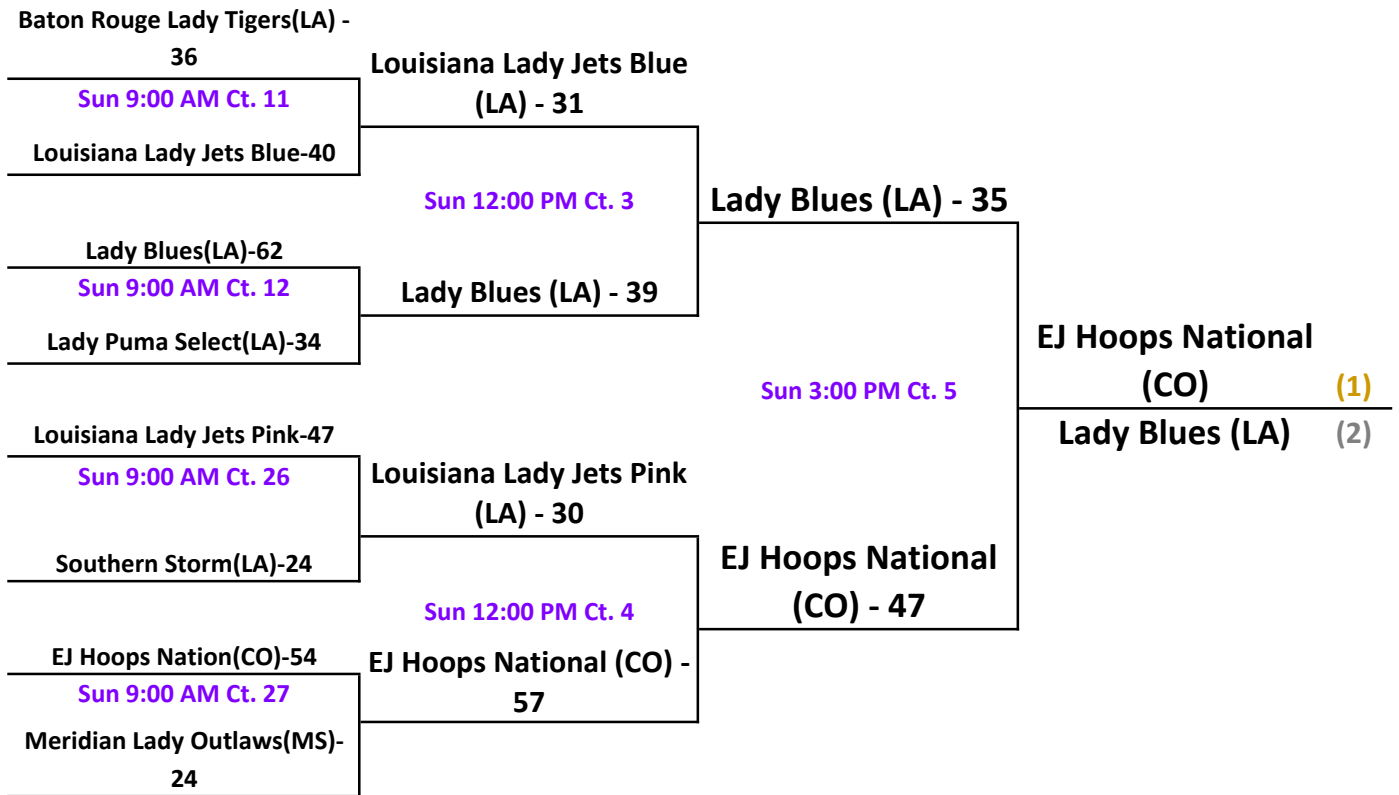 Baton Rouge Lady Tigers(LA) -
36
Sun 9:00 AM Ct. 11
Louisiana Lady Jets Blue-40
Lady Blues(LA)-62
Sun 9:00 AM Ct. 12
Lady Puma Select(LA)-34
Louisiana Lady Jets Pink-47
Sun 9:00 AM Ct. 26
Southern Storm(LA)-24
EJ Hoops Nation(CO)-54
Sun 9:00 AM Ct. 27
Meridian Lady Outlaws(MS)-
24
Louisiana Lady Jets Blue
(LA) - 31
Sun 12:00 PM Ct. 3
Lady Blues (LA) - 39
Louisiana Lady Jets Pink
(LA) - 30
Sun 12:00 PM Ct. 4
EJ Hoops National (CO) -
57
Lady Blues (LA) - 35
Sun 3:00 PM Ct. 5
EJ Hoops National
(CO) - 47
EJ Hoops National
(CO) (1)
Lady Blues (LA) (2)